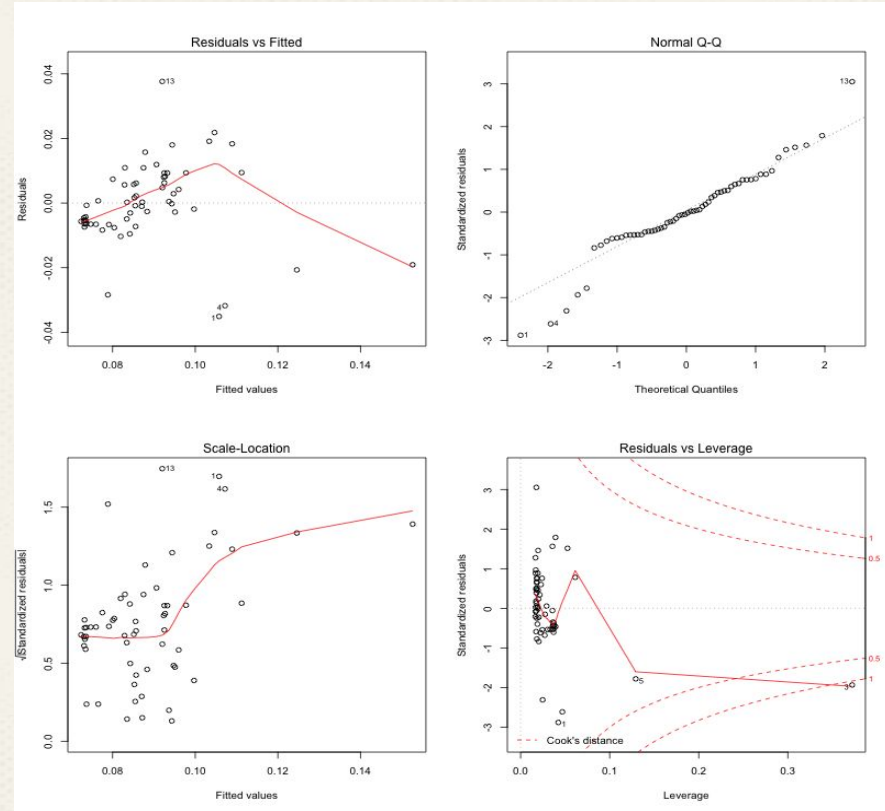 Residuals vs Fitted
Residuals
0.04
0.02
0.00
-0.02
-0.04
13
4
1
0.08 0.10 0.12 0.14
Fitted values
Normal Q-Q
Standardized residuals
3
2
1
0
-1
-2
-3
13
4
1
-2 -1 0 1 2
Theoretical Quantiles
Scale-Location
√|Standardized residuals|
1.5
1.0
0.5
0.0
13
1
4
0.08 0.10 0.12 0.14
Fitted values
Residuals vs Leverage
Standardized residuals
3
2
1
0
-1
-2
-3
1
0.5
0.5
1
5
3
1
Cook's distance
0.0 0.1 0.2 0.3
Leverage